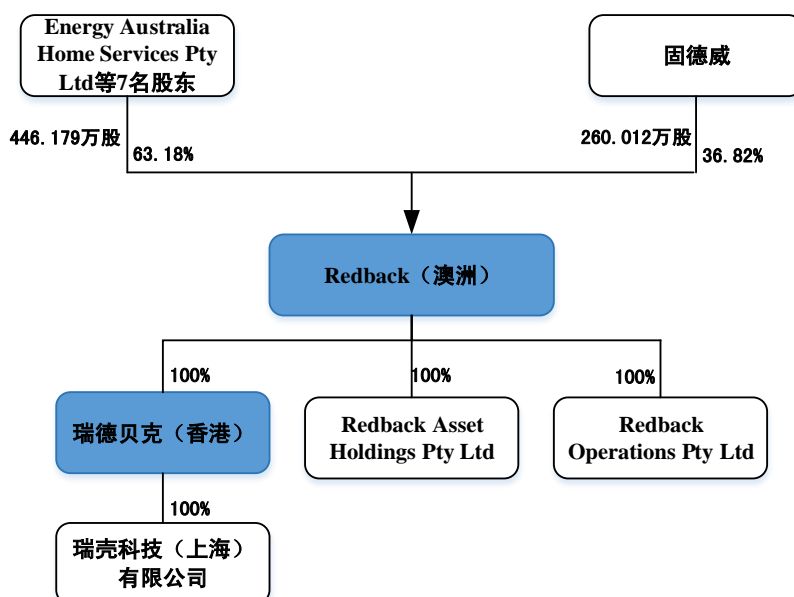 Energy Australia
Home Services Pty
Ltd等7名股东
固德威
446.179万股
63.18%
260.012万股
36.82%
Redback（澳洲）
100%
100%
100%
瑞德贝克（香港）
Redback Asset
Holdings Pty Ltd
Redback
Operations Pty Ltd
100%
瑞壳科技（上海）
有限公司